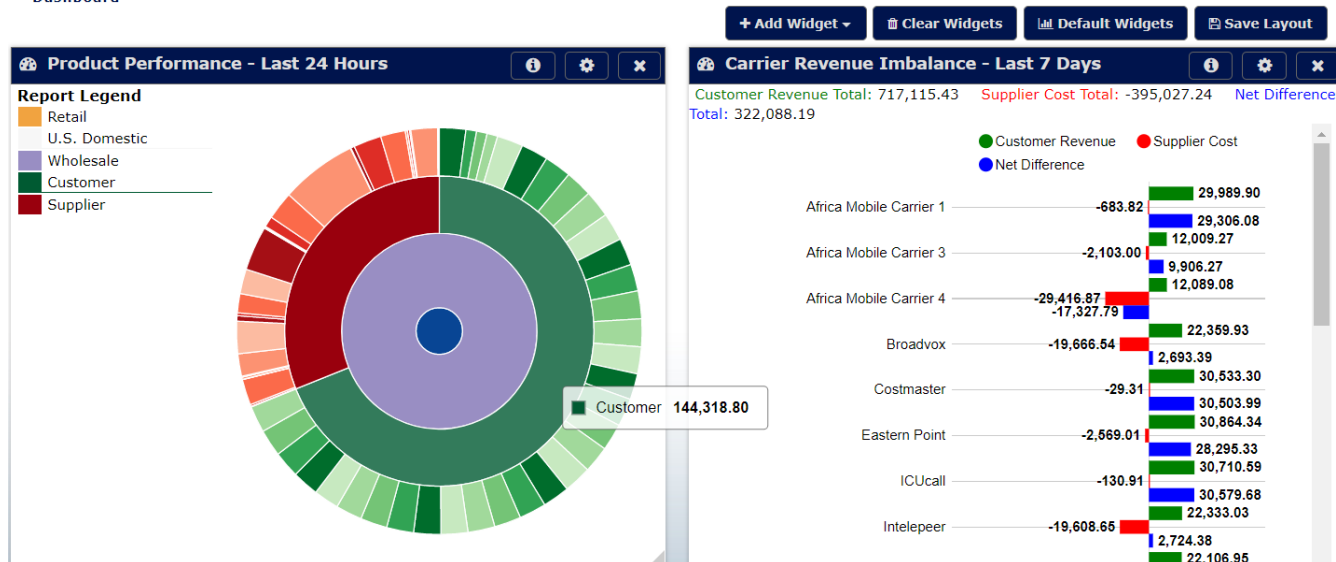 Dashboard
+ Add Widget
Clear Widgets
Default Widgets
Save Layout
Product Performance - Last 24 Hours
Report Legend
Retail
U.S. Domestic
Wholesale
Customer
Supplier
Customer 144,318.80
Carrier Revenue Imbalance - Last 7 Days
Customer Revenue Total: 717,115.43 Supplier Cost Total: -395,027.24 Net Difference
Total: 322,088.19
Customer Revenue Supplier Cost
Net Difference
29,989.90
Africa Mobile Carrier 1 -683.82
29,306.08
12,009.27
Africa Mobile Carrier 3 -2,103.00
9,906.27
12,089.08
Africa Mobile Carrier 4 -29,416.87
-17,327.79
22,359.93
Broadvox -19,666.54
2,693.39
30,533.30
Costmaster -29.31
30,503.99
30,864.34
Eastern Point -2,569.01
28,295.33
30,710.59
ICUcall -130.91
30,579.68
22,333.03
Intelepeer -19,608.65
2,724.38
22,106.95